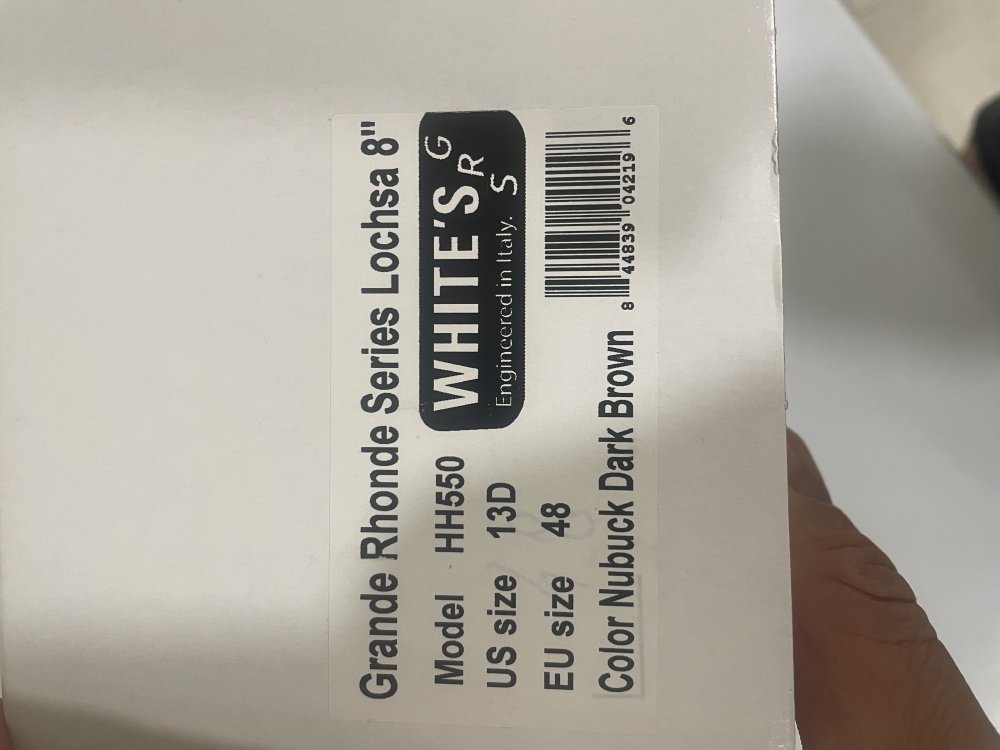 Grande Rhonde Series Lochsa 8"
Model HH550
US size 13D
EU size 48
Color Nubuck Dark Brown
WHITE'S
G
R
S
Engineered in Italy.
8 44839 04219 6